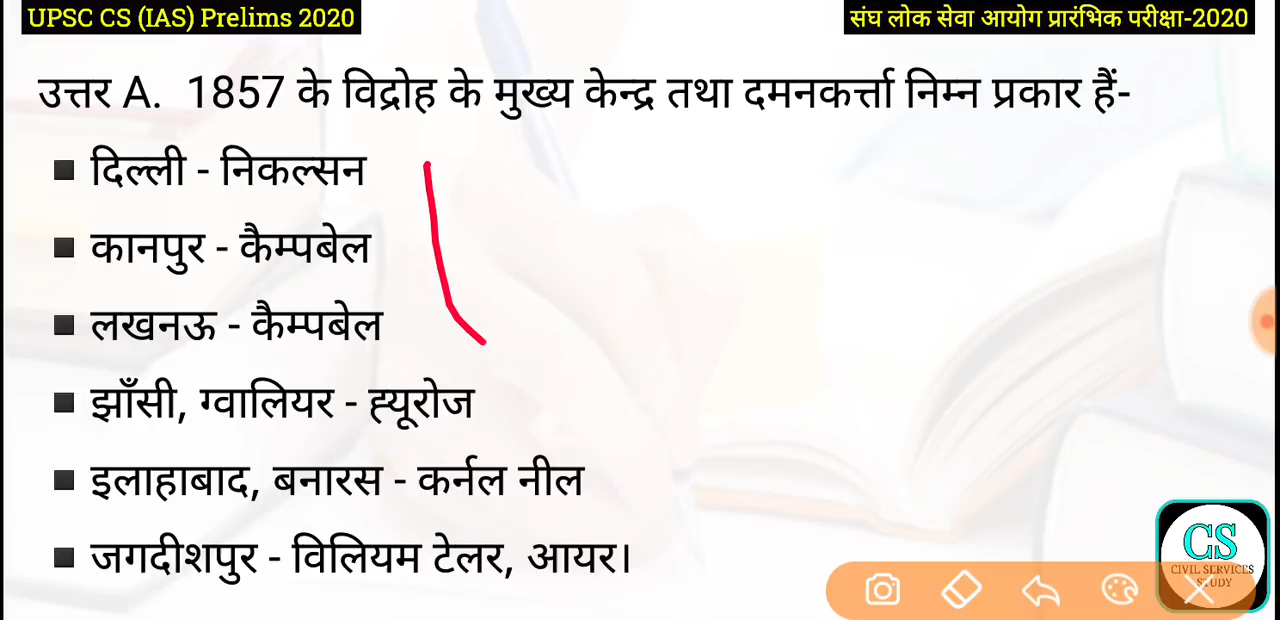 UPSC CS (IAS) Prelims 2020
संघ लोक सेवा आयोग प्रारंभिक परीक्षा-2020
उत्तर A. 1857 के विद्रोह के मुख्य केन्द्र तथा दमनकर्त्ता निम्न प्रकार हैं-
दिल्ली - निकल्सन
कानपुर - कैम्पबेल
लखनऊ - कैम्पबेल
झाँसी, ग्वालियर - ह्यूरोज
इलाहाबाद, बनारस - कर्नल नील
जगदीशपुर - विलियम टेलर, आयर।
CS
CIVIL SERVICES
STUDY